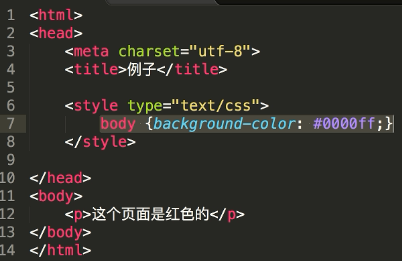 1 <html>
2 <head>
3     <meta charset="utf-8">
4     <title>例子</title>
5
6     <style type="text/css">
7         body {background-color: #0000ff;}
8     </style>
9
10 </head>
11 <body>
12     <p>这个页面是红色的</p>
13 </body>
14 </html>